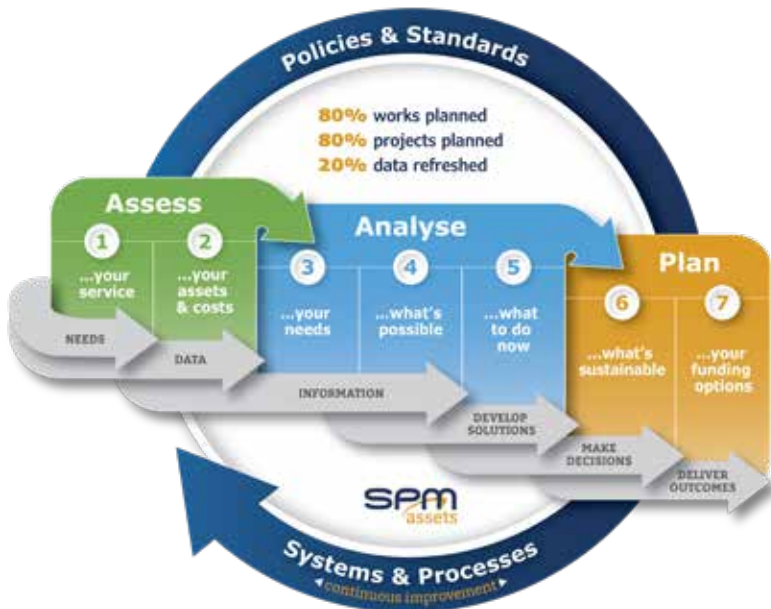 Policies & Standards
80% works planned
80% projects planned
20% data refreshed
Assess
1
...your
service
2
...your
assets
& costs
Analyse
3
...your
needs
4
...what's
possible
5
...what
to do
now
Plan
6
...what's
sustainable
7
...your
funding
options
NEEDS
DATA
INFORMATION
DEVELOP
SOLUTIONS
MAKE
DECISIONS
DELIVER
OUTCOMES
SPM
assets
Systems & Processes
continuous improvement